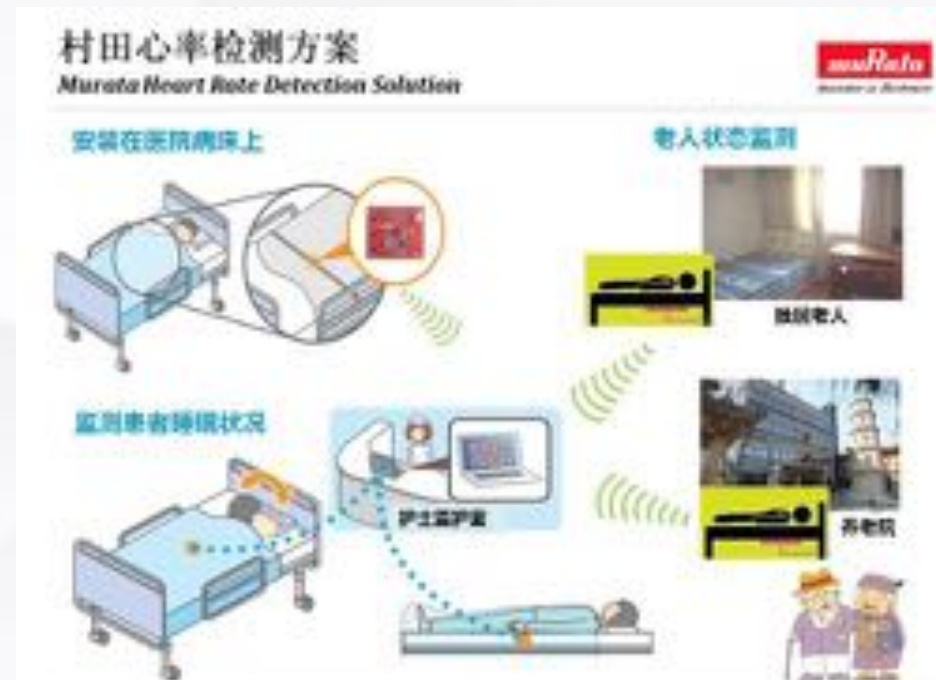 村田心率检测方案
Murata Heart Rate Detection Solution
muRata
安装在医院病床上
老人状态监测
独居老人
监测患者睡眠状况
护士监护室
养老院